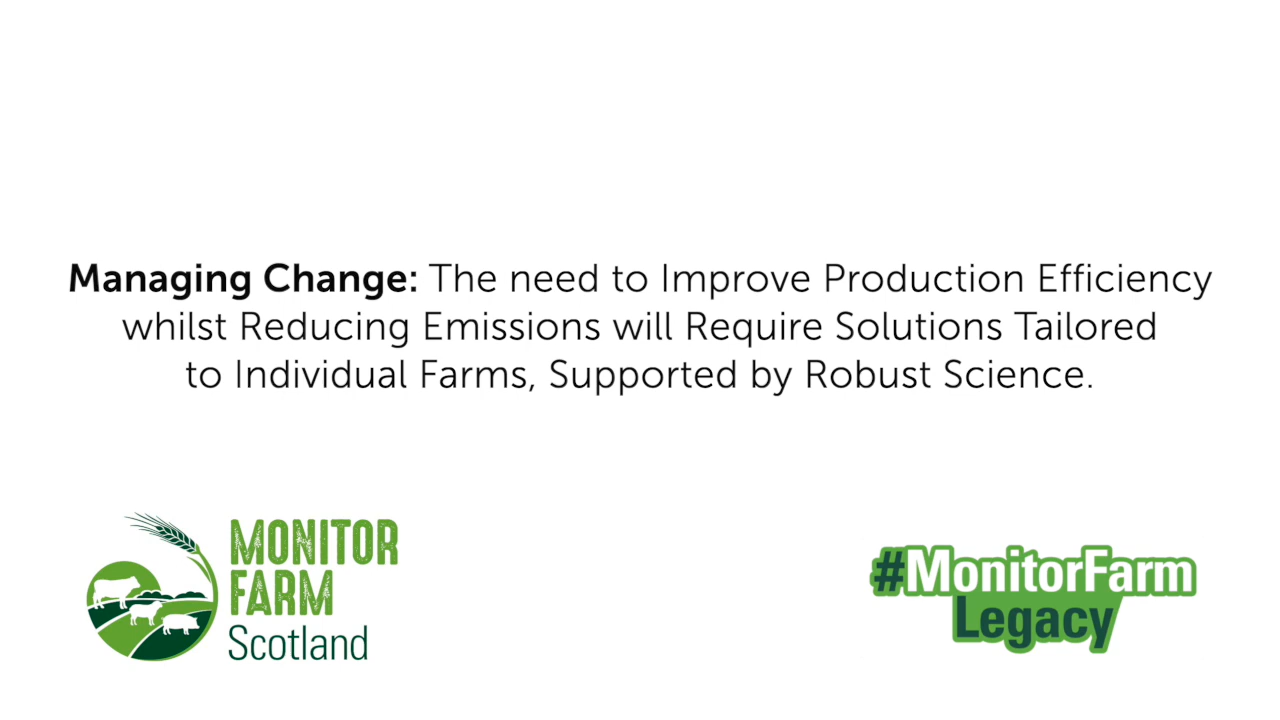 Managing Change: The need to Improve Production Efficiency
whilst Reducing Emissions will Require Solutions Tailored
to Individual Farms, Supported by Robust Science.
MONITOR
FARM
Scotland
#MonitorFarm
Legacy